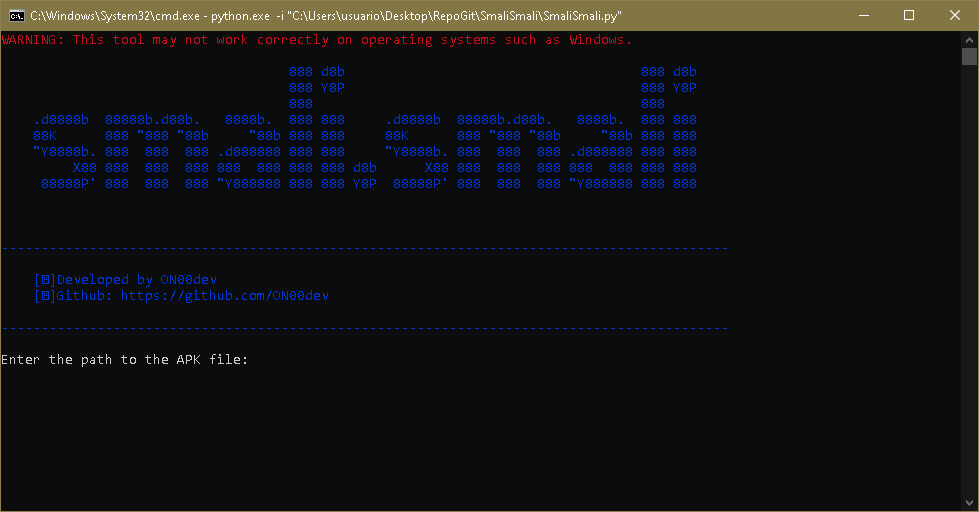 C:\Windows\System32\cmd.exe - python.exe -i "C:\Users\usuario\Desktop\RepoGit\SmaliSmali\SmaliSmali.py"
WARNING: This tool may not work correctly on operating systems such as Windows.
888 d8b                                     888 d8b
888 Y8P                                     888 Y8P
888                                         888
.d8888b  88888b.d88b.   8888b.  888 888     .d8888b  88888b.d88b.   8888b.  888 888
88K      888 "888 "88b     "88b 888 888     88K      888 "888 "88b     "88b 888 888
"Y8888b. 888  888  888 .d888888 888 888     "Y8888b. 888  888  888 .d888888 888 888
X88 888  888  888 888  888 888 888 d8b      X88 888  888  888 888  888 888 888
88888P' 888  888  888 "Y888888 888 888 Y8P  88888P' 888  888  888 "Y888888 888 888
-------------------------------------------------------------------------------------------
[⍰]Developed by ON00dev
[⍰]Github: https://github.com/ON00dev
-------------------------------------------------------------------------------------------
Enter the path to the APK file: